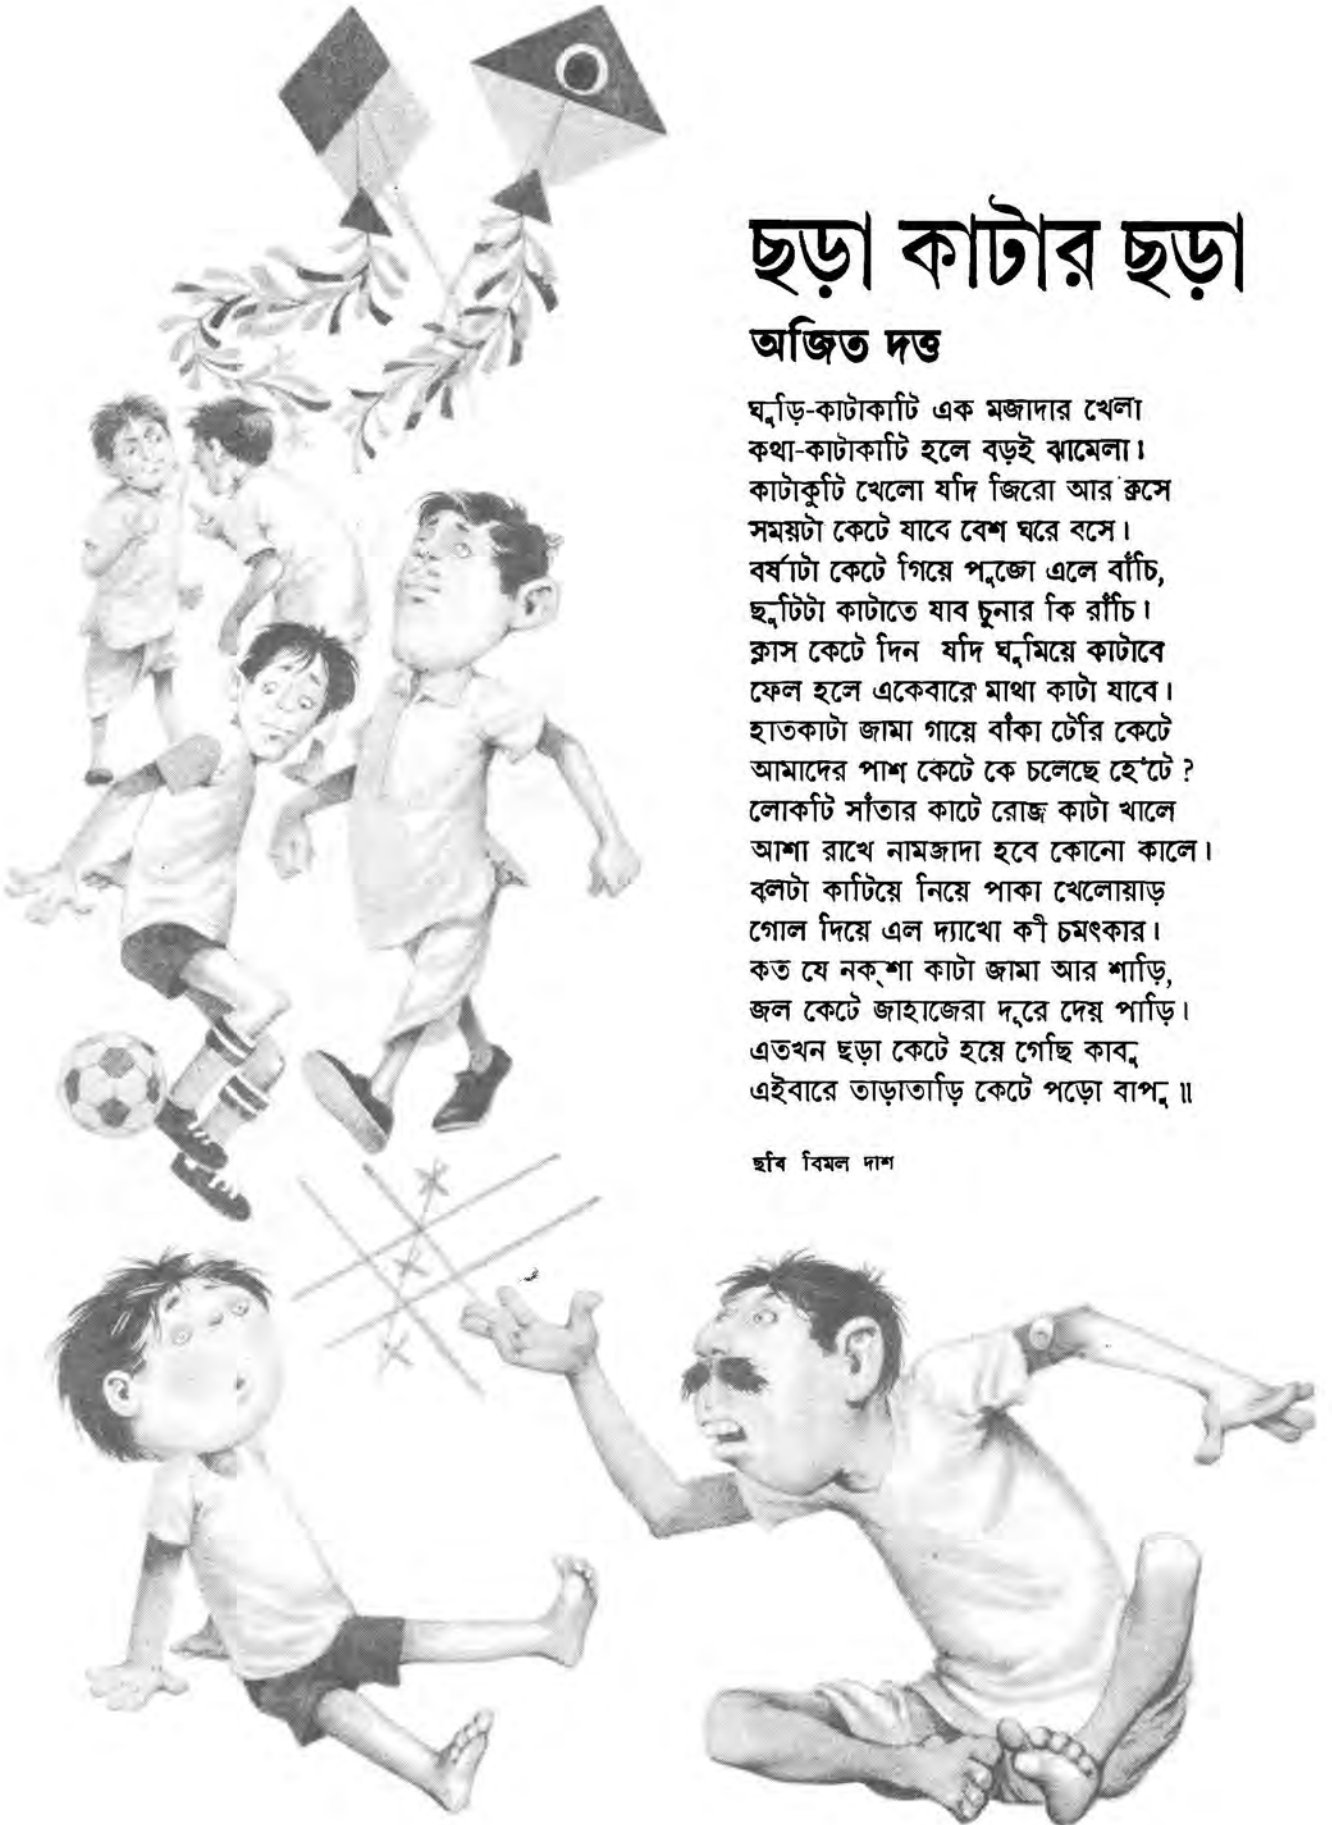 ছড়া কাটার ছড়া
অজিত দত্ত
ঘুড়ি-কাটাকাটি এক মজাদার খেলা
কথা-কাটাকাটি হলে বড়ই ঝামেলা।
কাটাকুটি খেলো যদি জিরো আর ক্রসে
সময়টা কেটে যাবে বেশ ঘরে বসে।
বর্ষাটা কেটে গিয়ে পুজো এলে বাঁচি,
ছুটিটা কাটাতে যাব চুনার কি রাঁচি।
ক্লাস কেটে দিন যদি ঘুমিয়ে কাটাবে
ফেল হলে একেবারে মাথা কাটা যাবে।
হাতকাটা জামা গায়ে বাঁকা টেরি কেটে
আমাদের পাশ কেটে কে চলেছে হেঁটে ?
লোকটি সাঁতার কাটে রোজ কাটা খালে
আশা রাখে নামজাদা হবে কোনো কালে।
বলটা কাটিয়ে নিয়ে পাকা খেলোয়াড়
গোল দিয়ে এল দ্যাখো কী চমৎকার।
কত যে নক্‌শা কাটা জামা আর শাড়ি,
জল কেটে জাহাজেরা দূরে দেয় পাড়ি।
এতখন ছড়া কেটে হয়ে গেছি কাবু
এইবারে তাড়াতাড়ি কেটে পড়ো বাপু ॥
ছবি বিমল দাশ